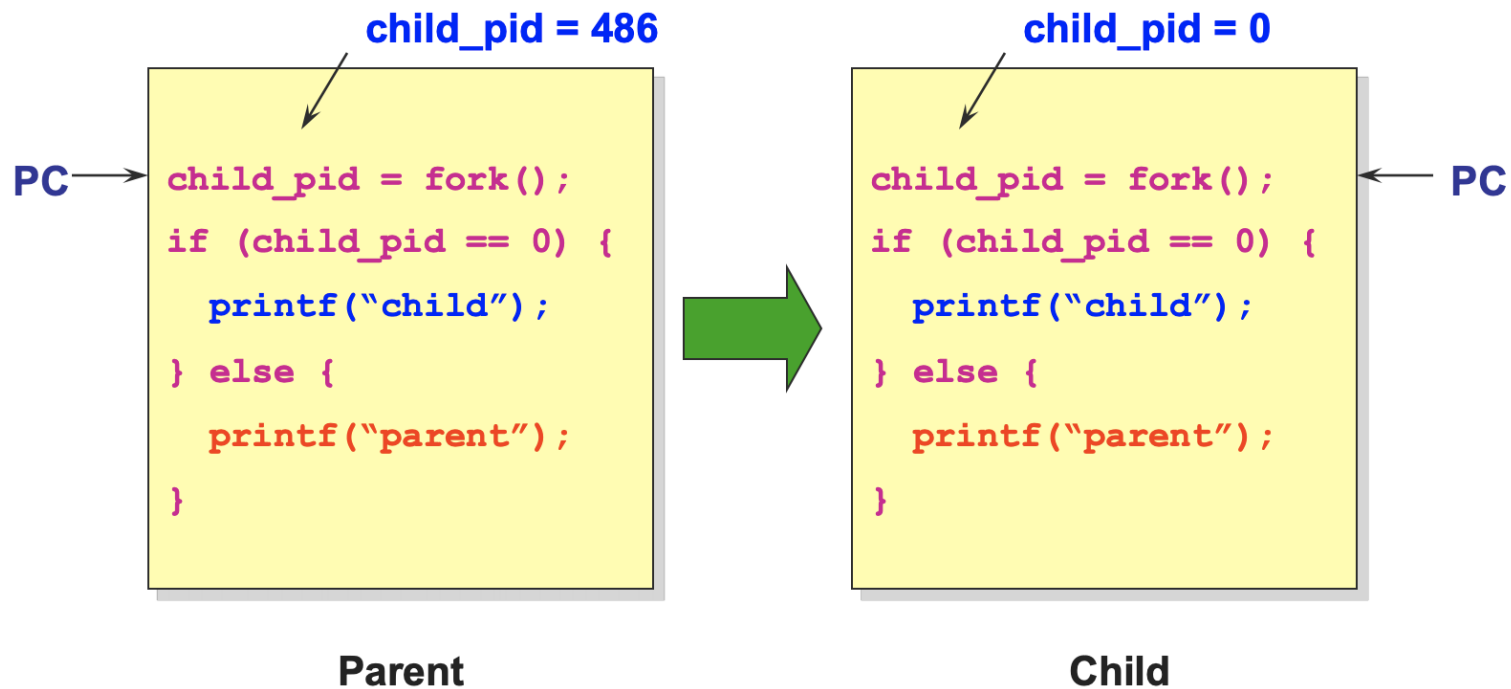 child_pid = 486
PC
child_pid = fork();
if (child_pid == 0) {
printf(“child”);
} else {
printf(“parent”);
}
Parent
child_pid = 0
PC
child_pid = fork();
if (child_pid == 0) {
printf(“child”);
} else {
printf(“parent”);
}
Child